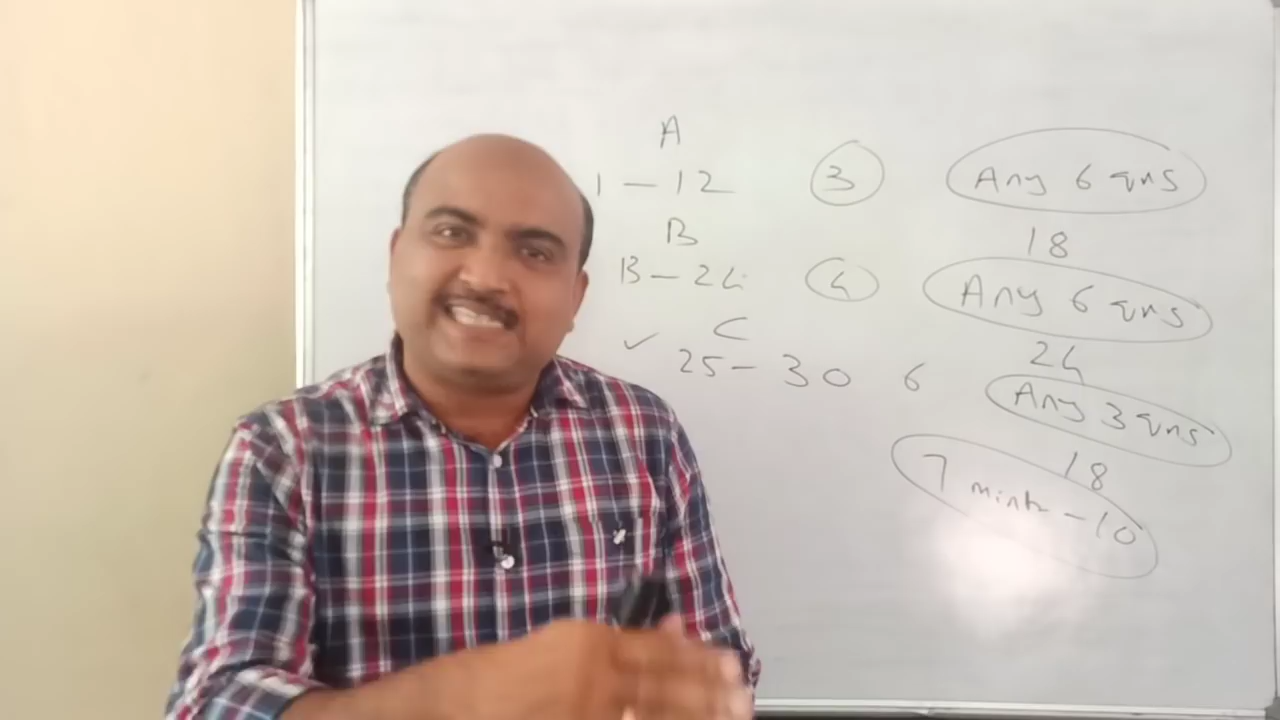 A
1 - 12 3 Any 6 qns
B 18
13 - 24 4 Any 6 qns
C 24
✓ 25 - 30 6 Any 3 qns
18
7 mints - 10